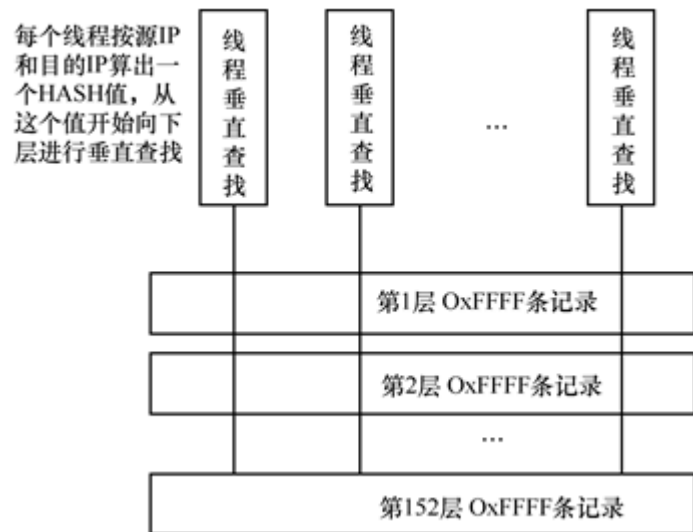 每个线程按源IP
和目的IP算出一
个HASH值，从
这个值开始向下
层进行垂直查找
线程垂直查找
线程垂直查找
...
线程垂直查找
第1层 OxFFFF条记录
第2层 OxFFFF条记录
...
第152层 OxFFFF条记录